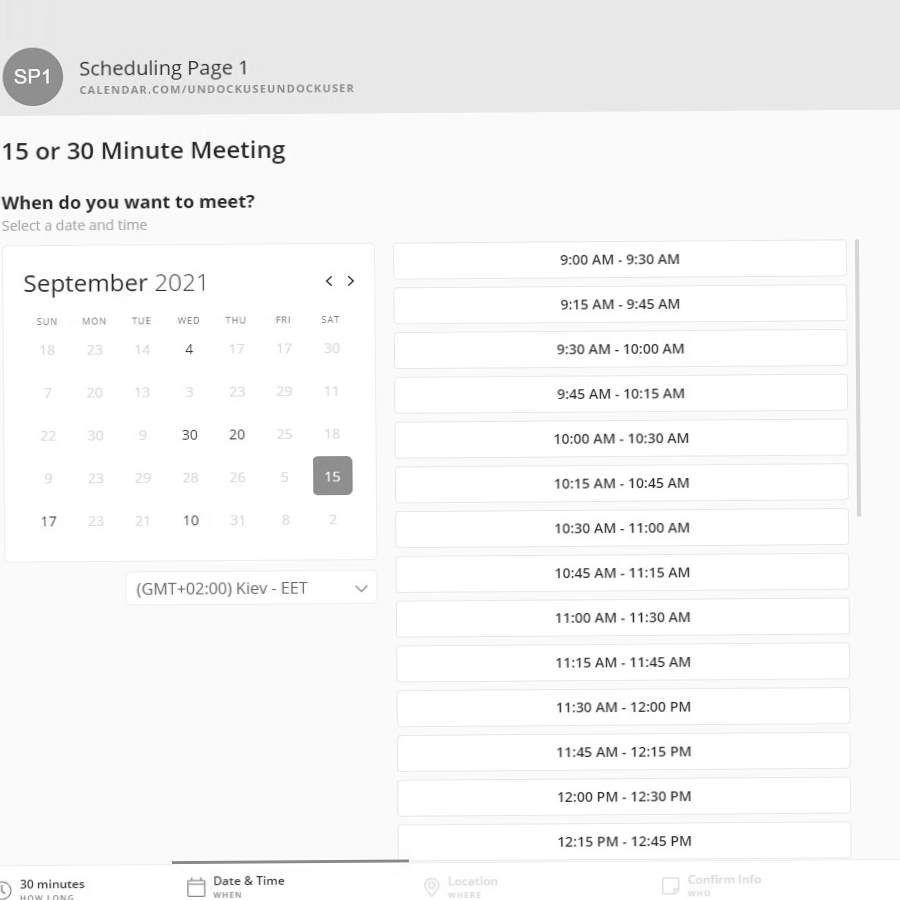 SP1
Scheduling Page 1
CALENDAR.COM/UNDOCKUSEUNDOCKUSER
15 or 30 Minute Meeting
When do you want to meet?
Select a date and time
September 2021
SUN MON TUE WED THU FRI SAT
18 23 14 4 17 17 30
7 20 13 3 23 29 11
22 30 9 30 20 25 18
9 23 29 28 26 5 15
17 23 21 10 31 8 2
(GMT+02:00) Kiev - EET
9:00 AM - 9:30 AM
9:15 AM - 9:45 AM
9:30 AM - 10:00 AM
9:45 AM - 10:15 AM
10:00 AM - 10:30 AM
10:15 AM - 10:45 AM
10:30 AM - 11:00 AM
10:45 AM - 11:15 AM
11:00 AM - 11:30 AM
11:15 AM - 11:45 AM
11:30 AM - 12:00 PM
11:45 AM - 12:15 PM
12:00 PM - 12:30 PM
12:15 PM - 12:45 PM
30 minutes
HOW LONG
Date & Time
WHEN
Location
WHERE
Confirm Info
WHO